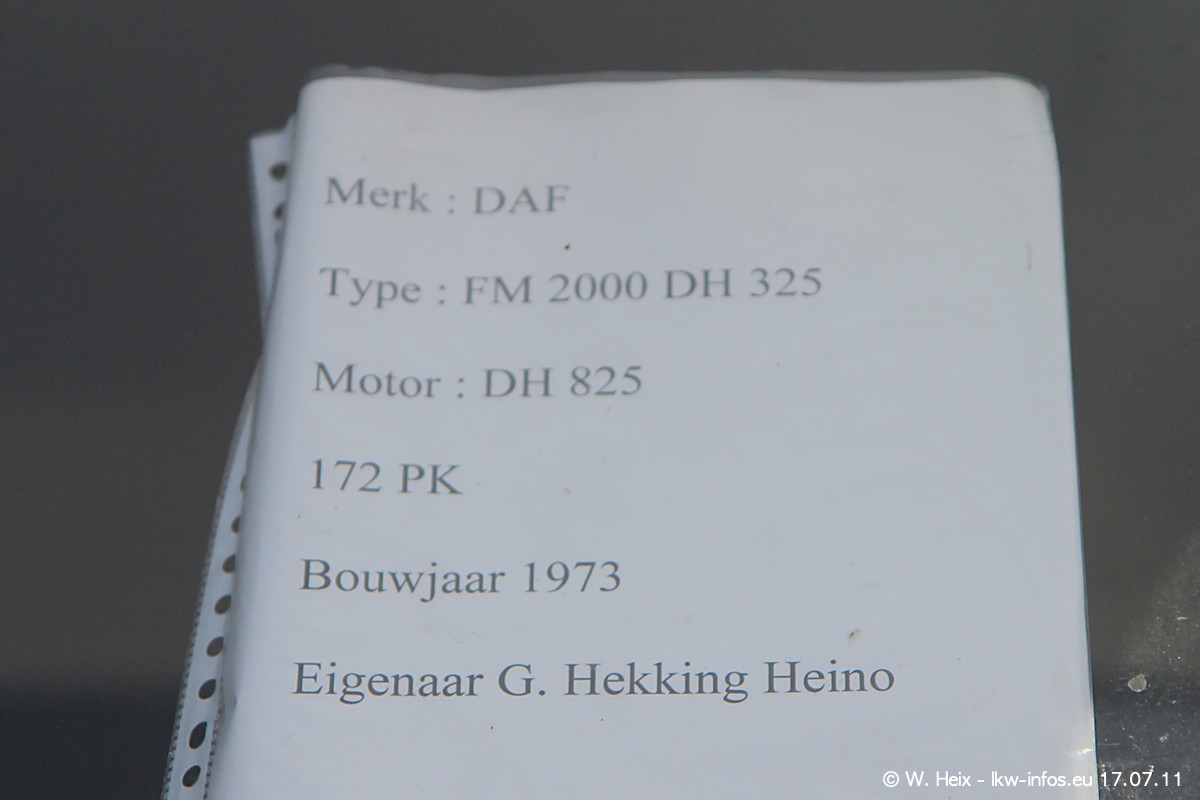 Merk : DAF
Type : FM 2000 DH 325
Motor : DH 825
172 PK
Bouwjaar 1973
Eigenaar G. Hekking Heino
© W. Heix - lkw-infos.eu 17.07.11